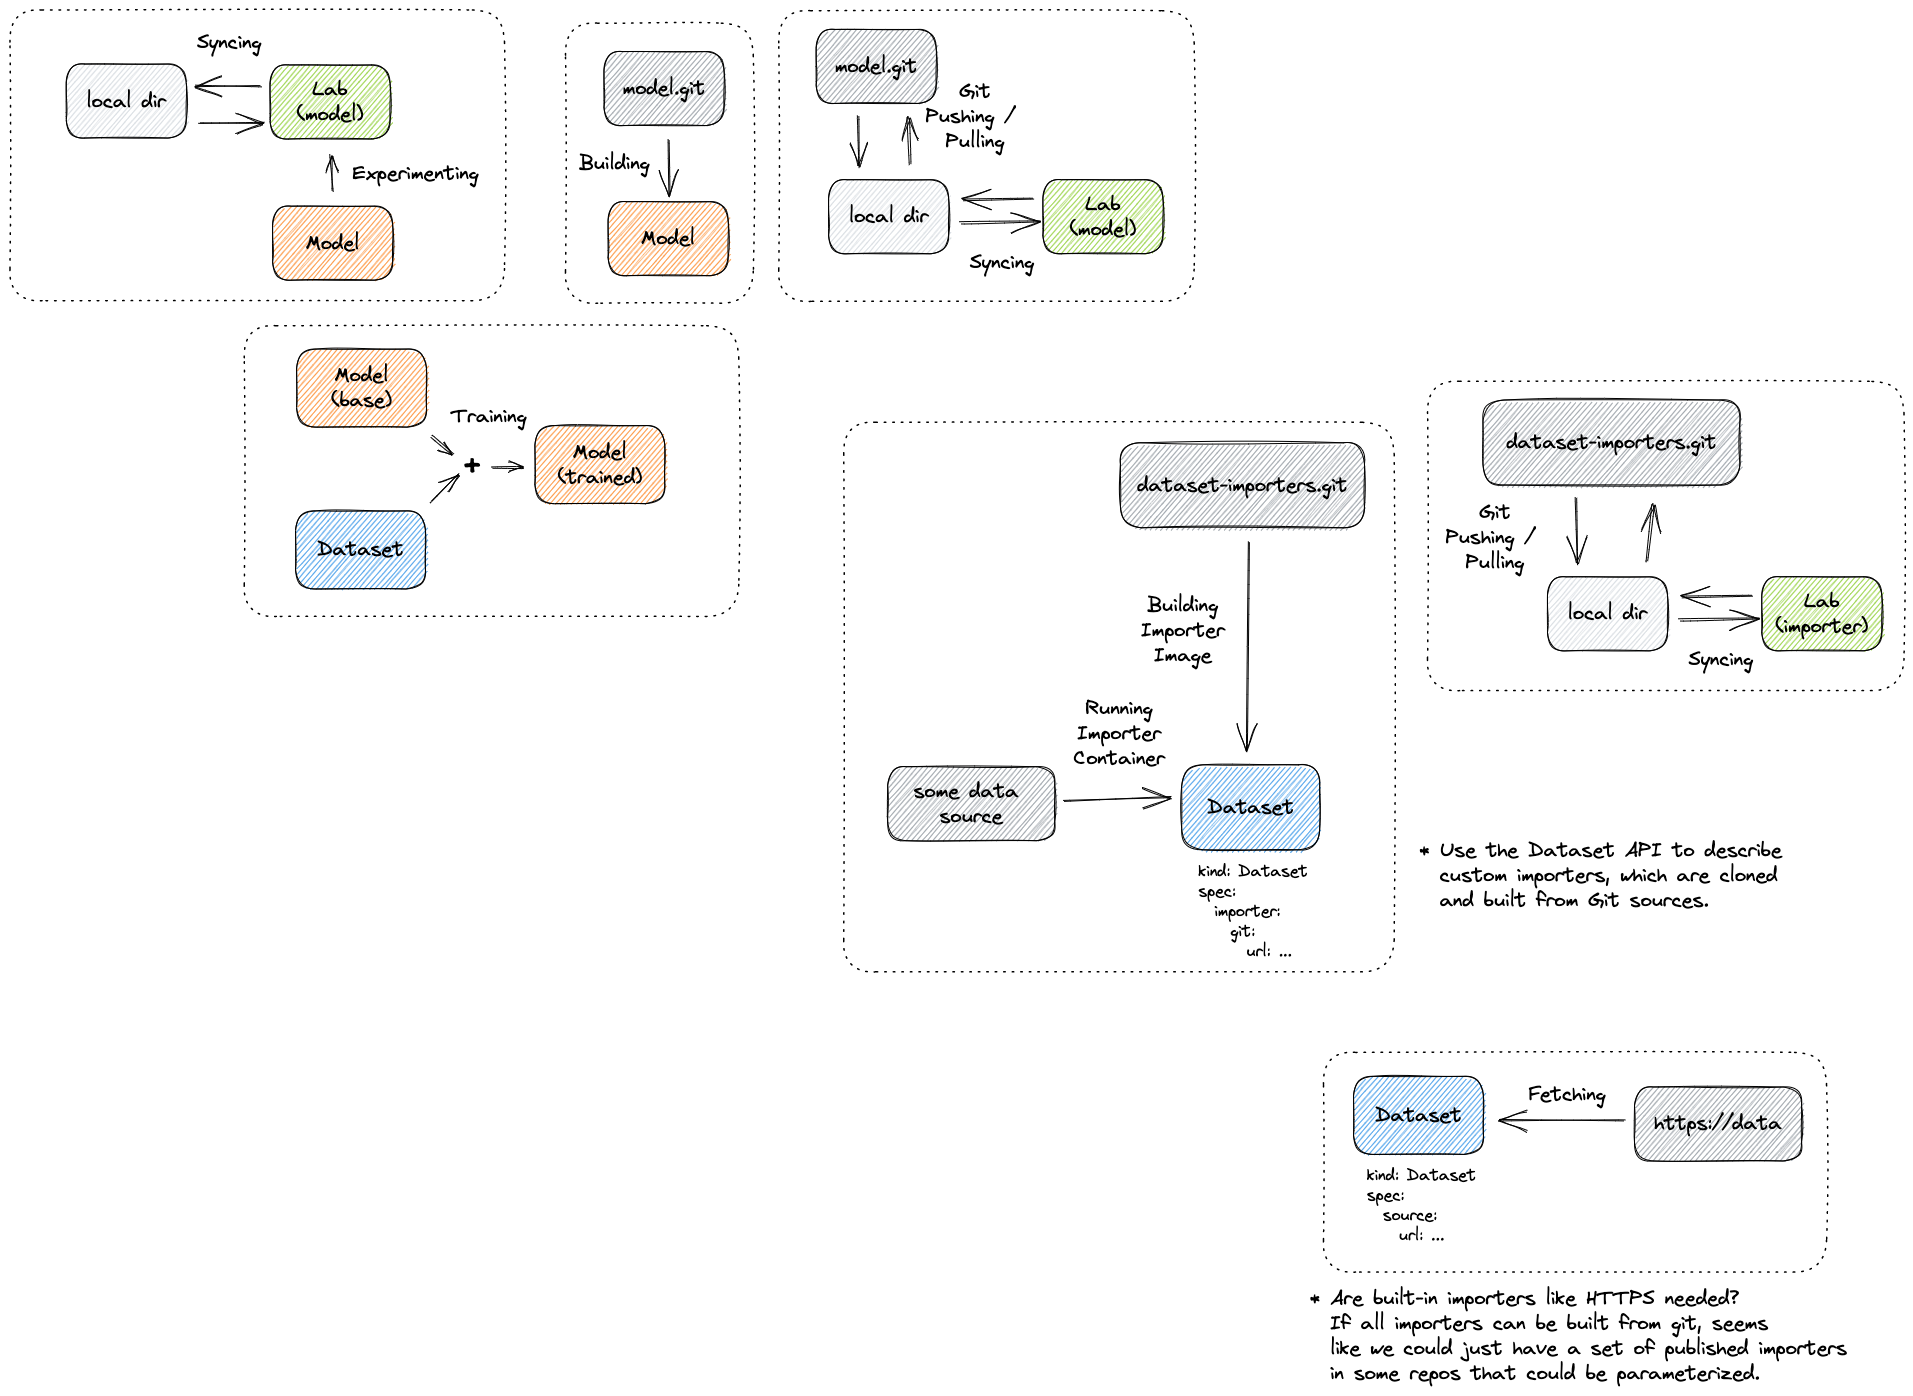 Syncing
local dir
Lab
(model)
Experimenting
Model
model.git
Building
Model
model.git
Git
Pushing /
Pulling
local dir
Lab
(model)
Syncing
Model
(base)
Training
+
Model
(trained)
Dataset
dataset-importers.git
Building
Importer
Image
Running
Importer
Container
some data
source
Dataset
kind: Dataset
spec:
importer:
git:
url: ...
dataset-importers.git
Git
Pushing /
Pulling
local dir
Lab
(importer)
Syncing
* Use the Dataset API to describe
custom importers, which are cloned
and built from Git sources.
Dataset
Fetching
https://data
kind: Dataset
spec:
source:
url: ...
* Are built-in importers like HTTPS needed?
If all importers can be built from git, seems
like we could just have a set of published importers
in some repos that could be parameterized.